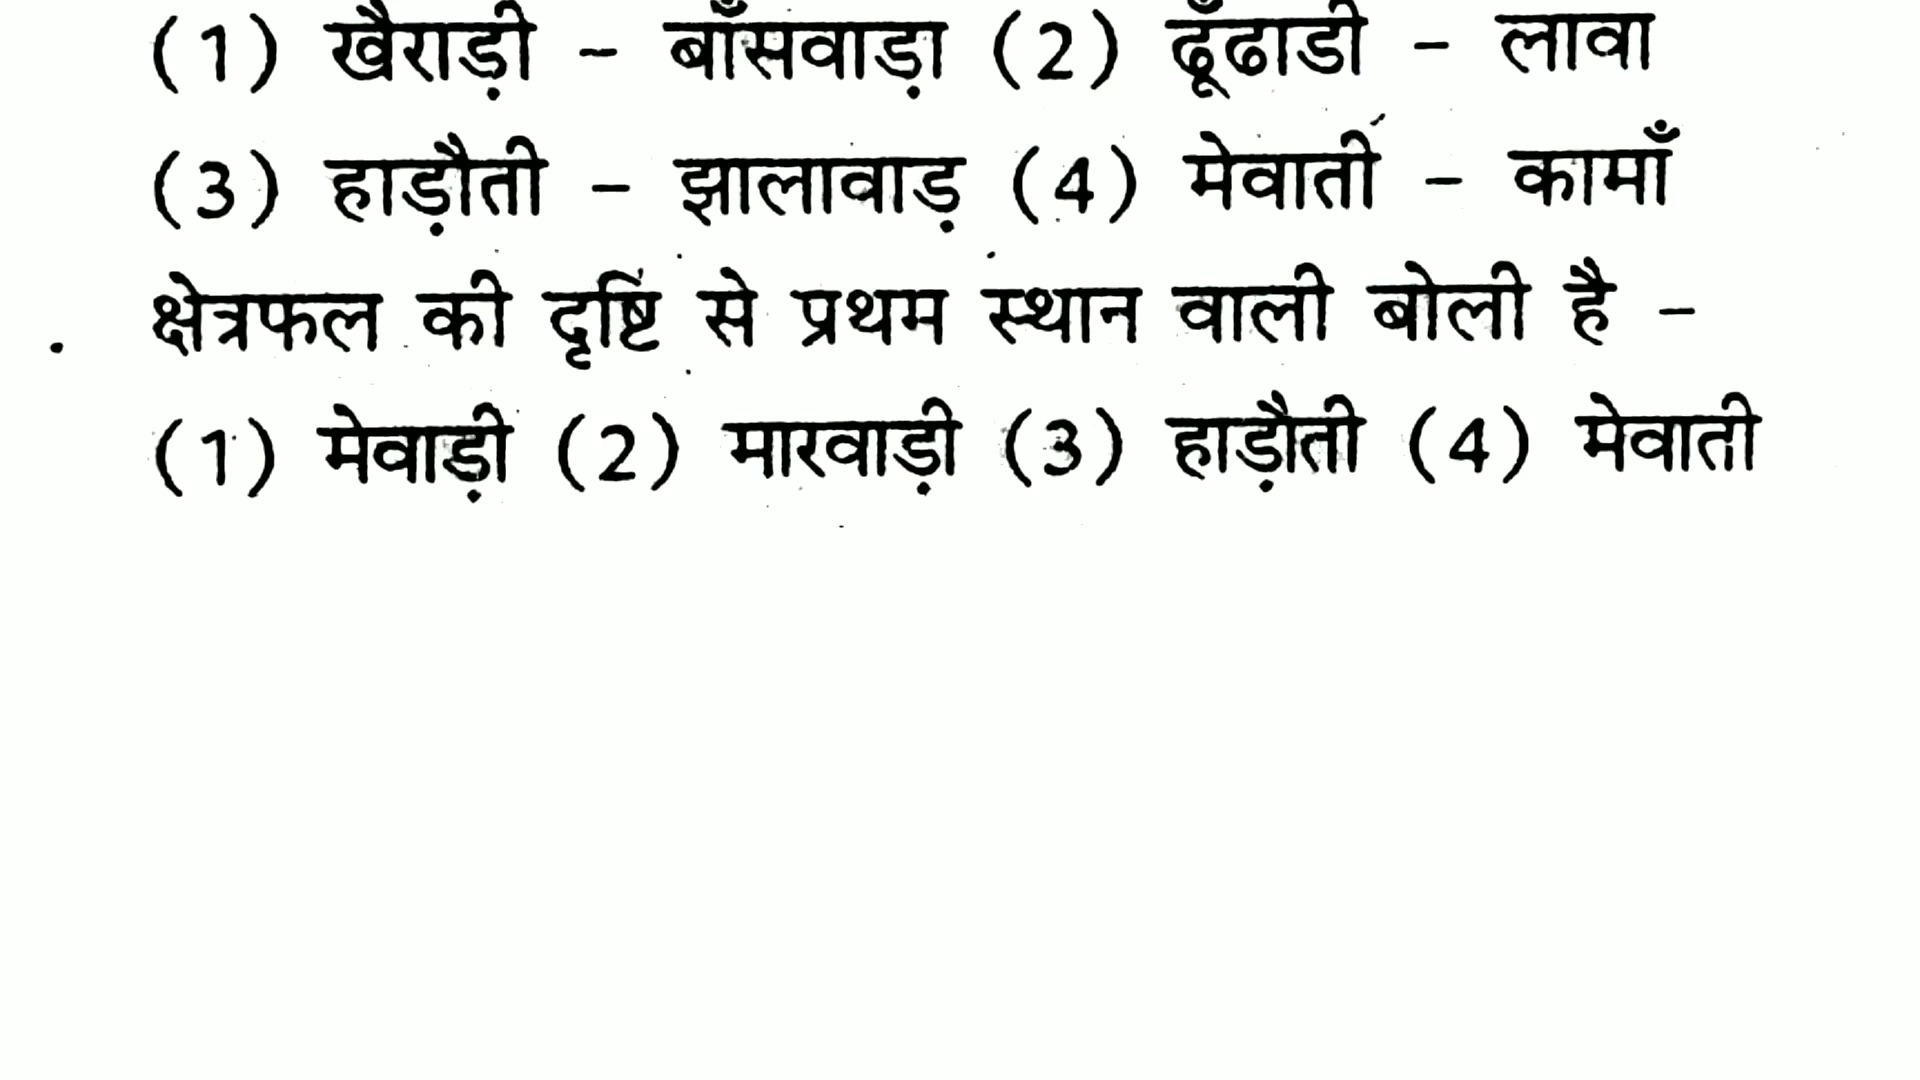 (1) खैराड़ी - बाँसवाड़ा (2) ढूँढाडी - लावा
(3) हाड़ौती - झालावाड़ (4) मेवाती - कामाँ
क्षेत्रफल की दृष्टि से प्रथम स्थान वाली बोली है -
(1) मेवाड़ी (2) मारवाड़ी (3) हाड़ौती (4) मेवाती